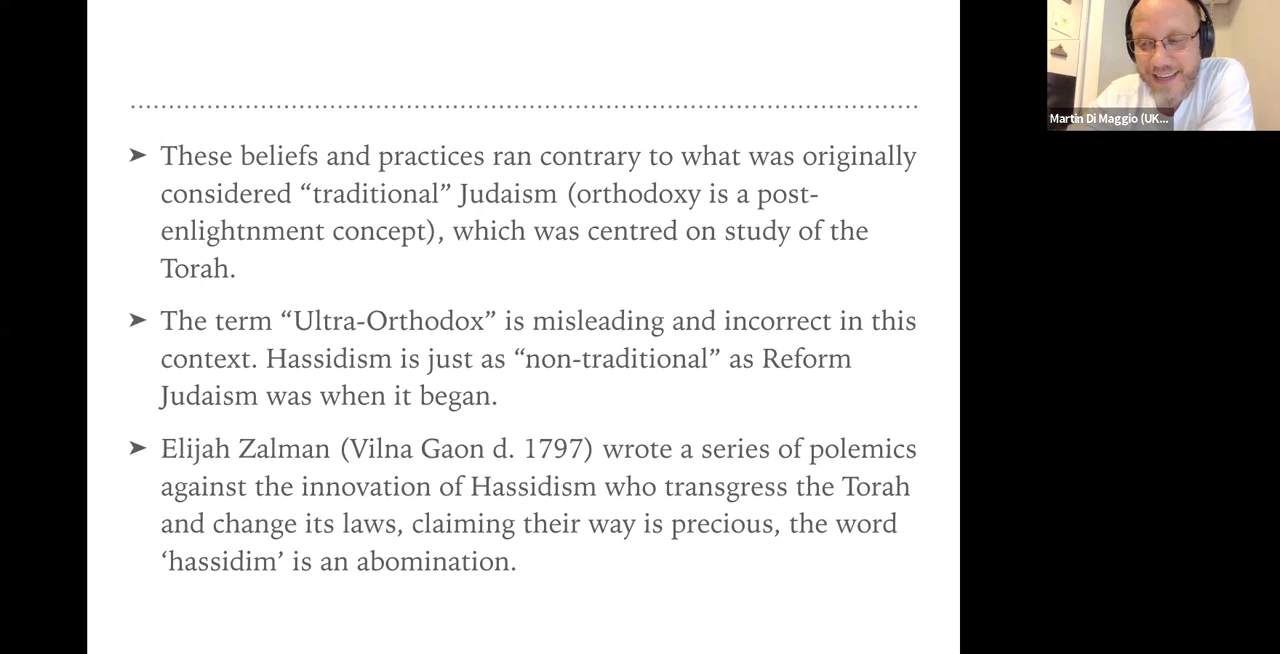 ➤ These beliefs and practices ran contrary to what was originally
considered “traditional” Judaism (orthodoxy is a post-
enlightnment concept), which was centred on study of the
Torah.
➤ The term “Ultra-Orthodox” is misleading and incorrect in this
context. Hassidism is just as “non-traditional” as Reform
Judaism was when it began.
➤ Elijah Zalman (Vilna Gaon d. 1797) wrote a series of polemics
against the innovation of Hassidism who transgress the Torah
and change its laws, claiming their way is precious, the word
‘hassidim’ is an abomination.
Martin Di Maggio (UK...